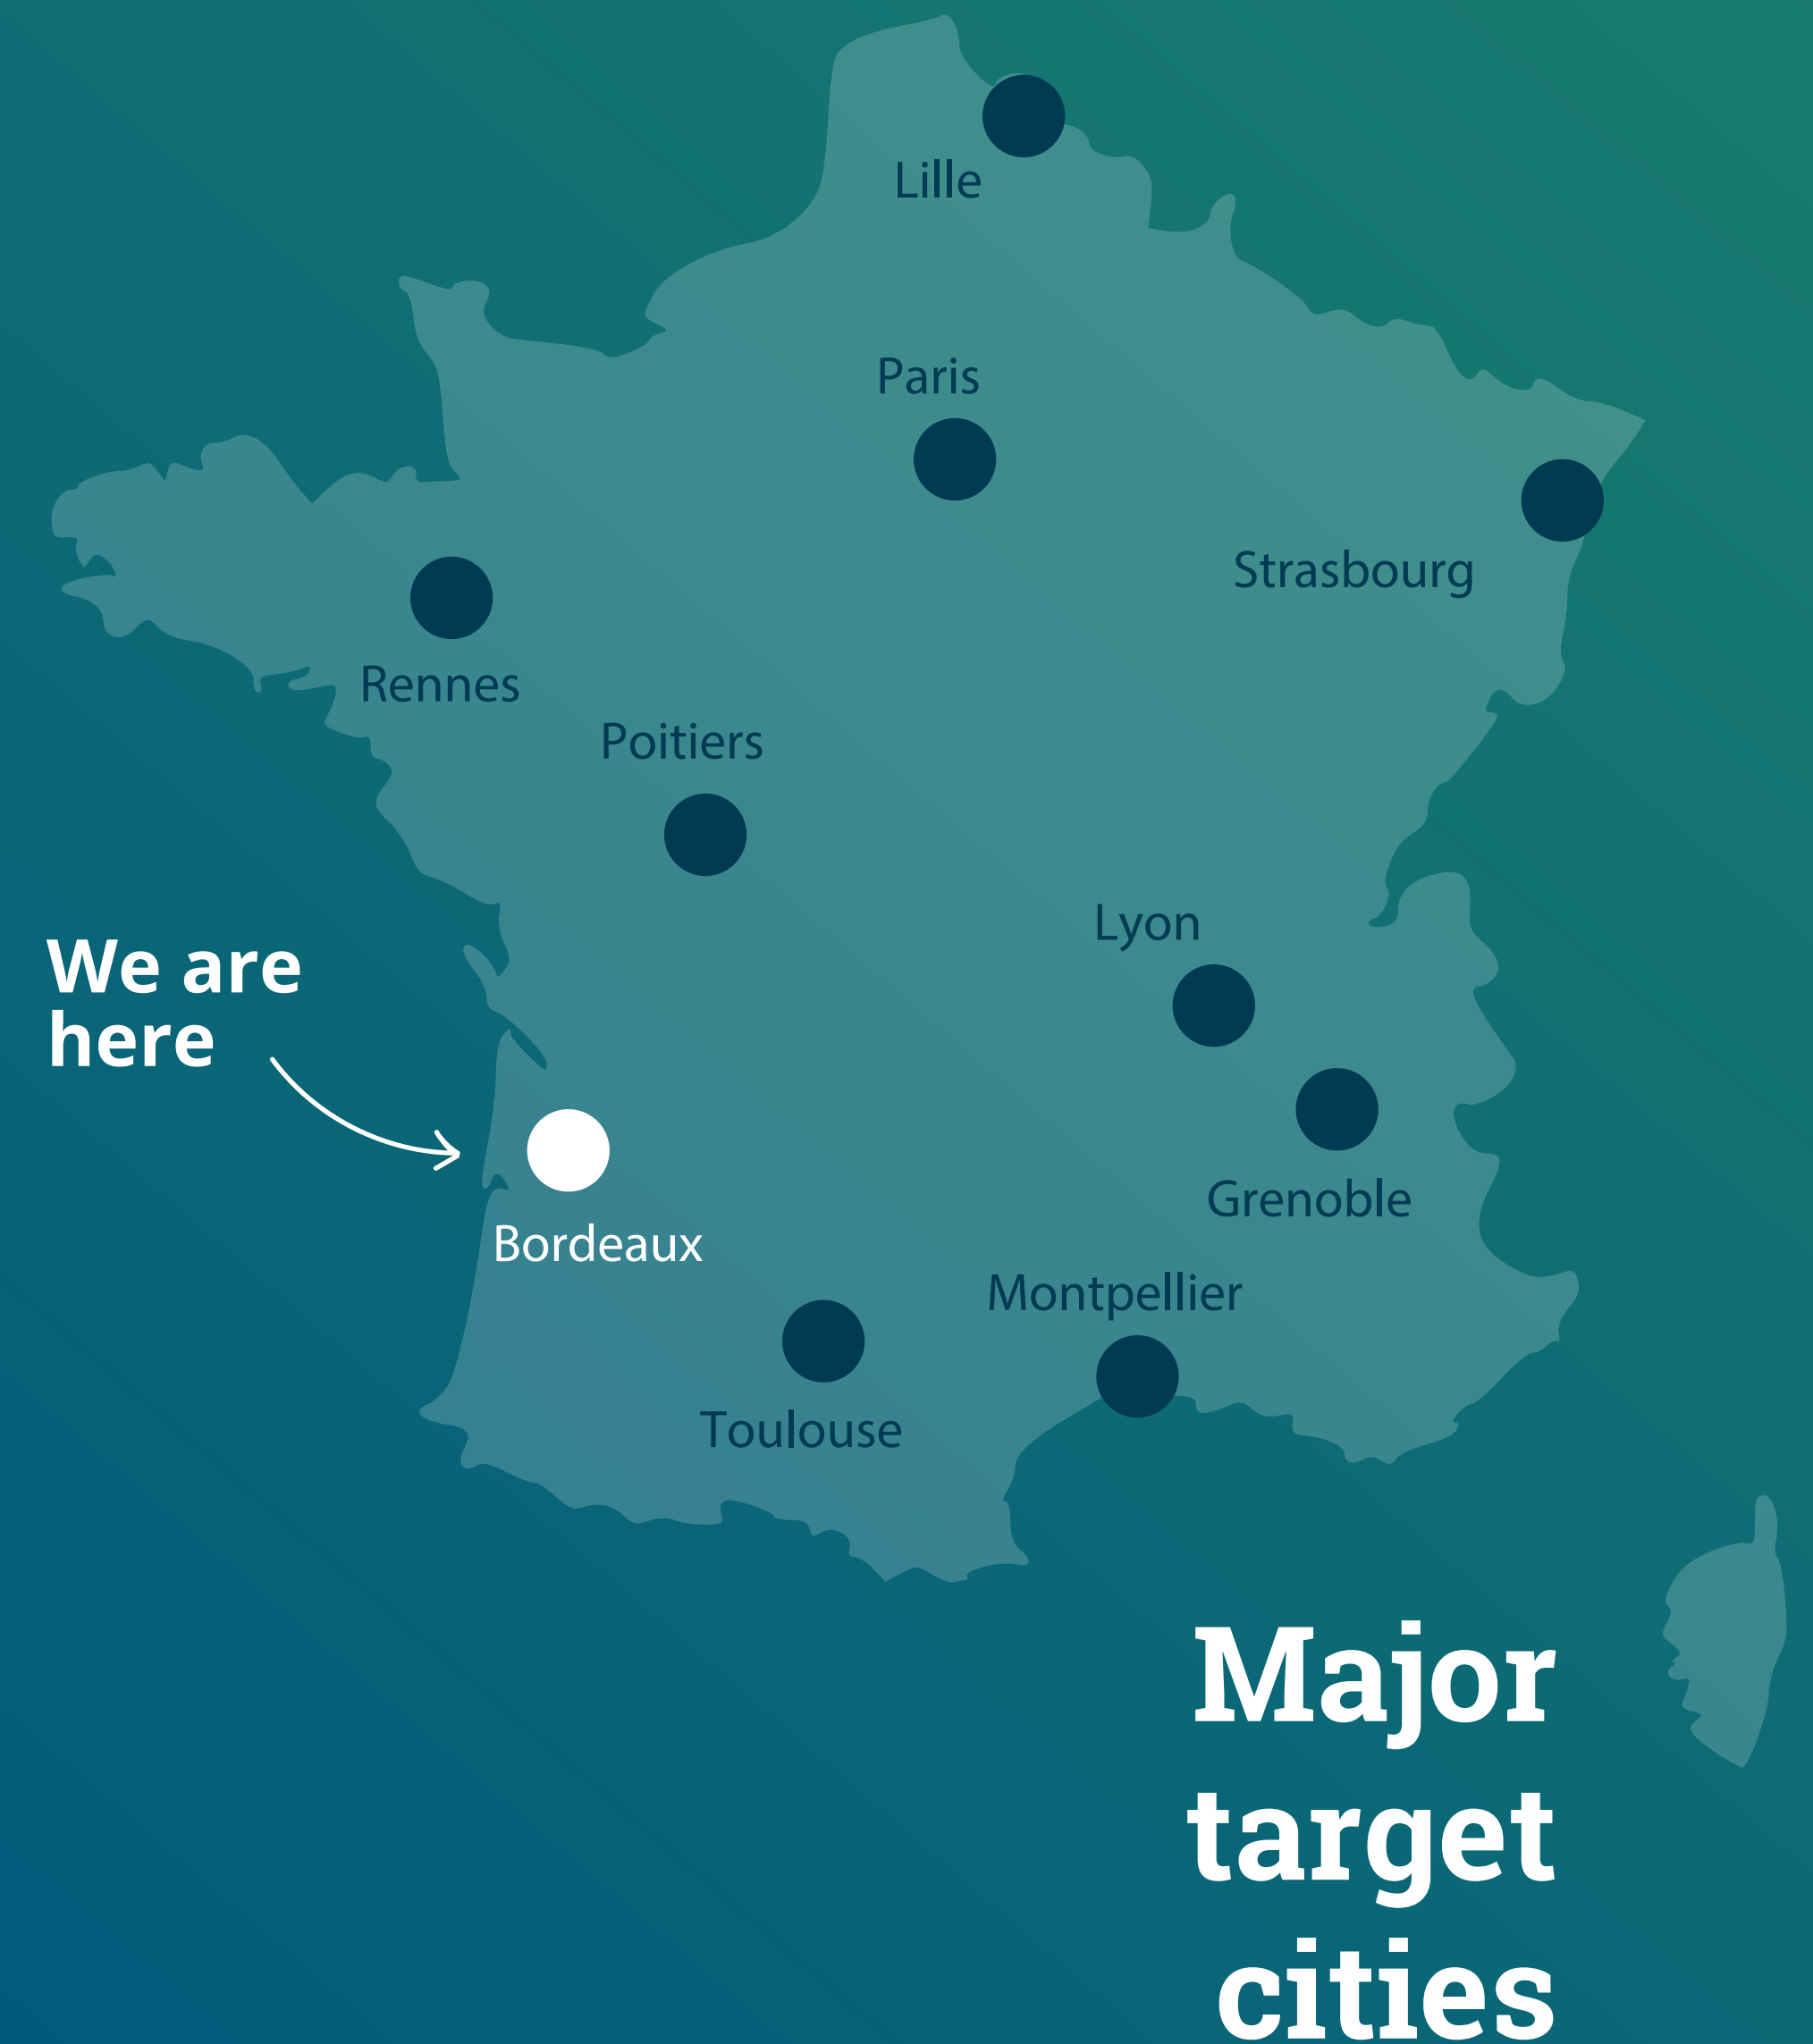 Lille
Paris
Strasbourg
Rennes
Poitiers
Lyon
We are
here
Grenoble
Bordeaux
Montpellier
Toulouse
Major
target
cities